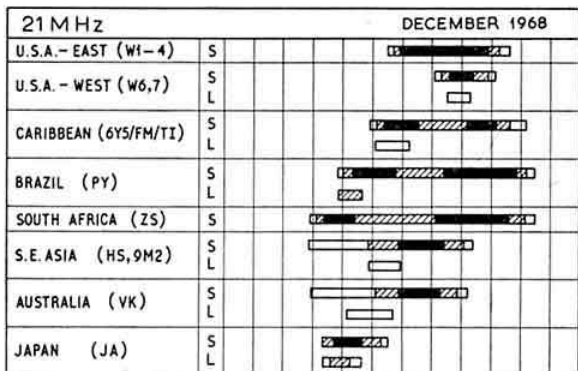 21 MHz DECEMBER 1968
U.S.A.-EAST (W1-4) S
U.S.A.-WEST (W6,7) S
L
CARIBBEAN (6Y5/FM/TI) S
L
BRAZIL (PY) S
L
SOUTH AFRICA (ZS) S
S.E. ASIA (HS,9M2) S
L
AUSTRALIA (VK) S
L
JAPAN (JA) S
L